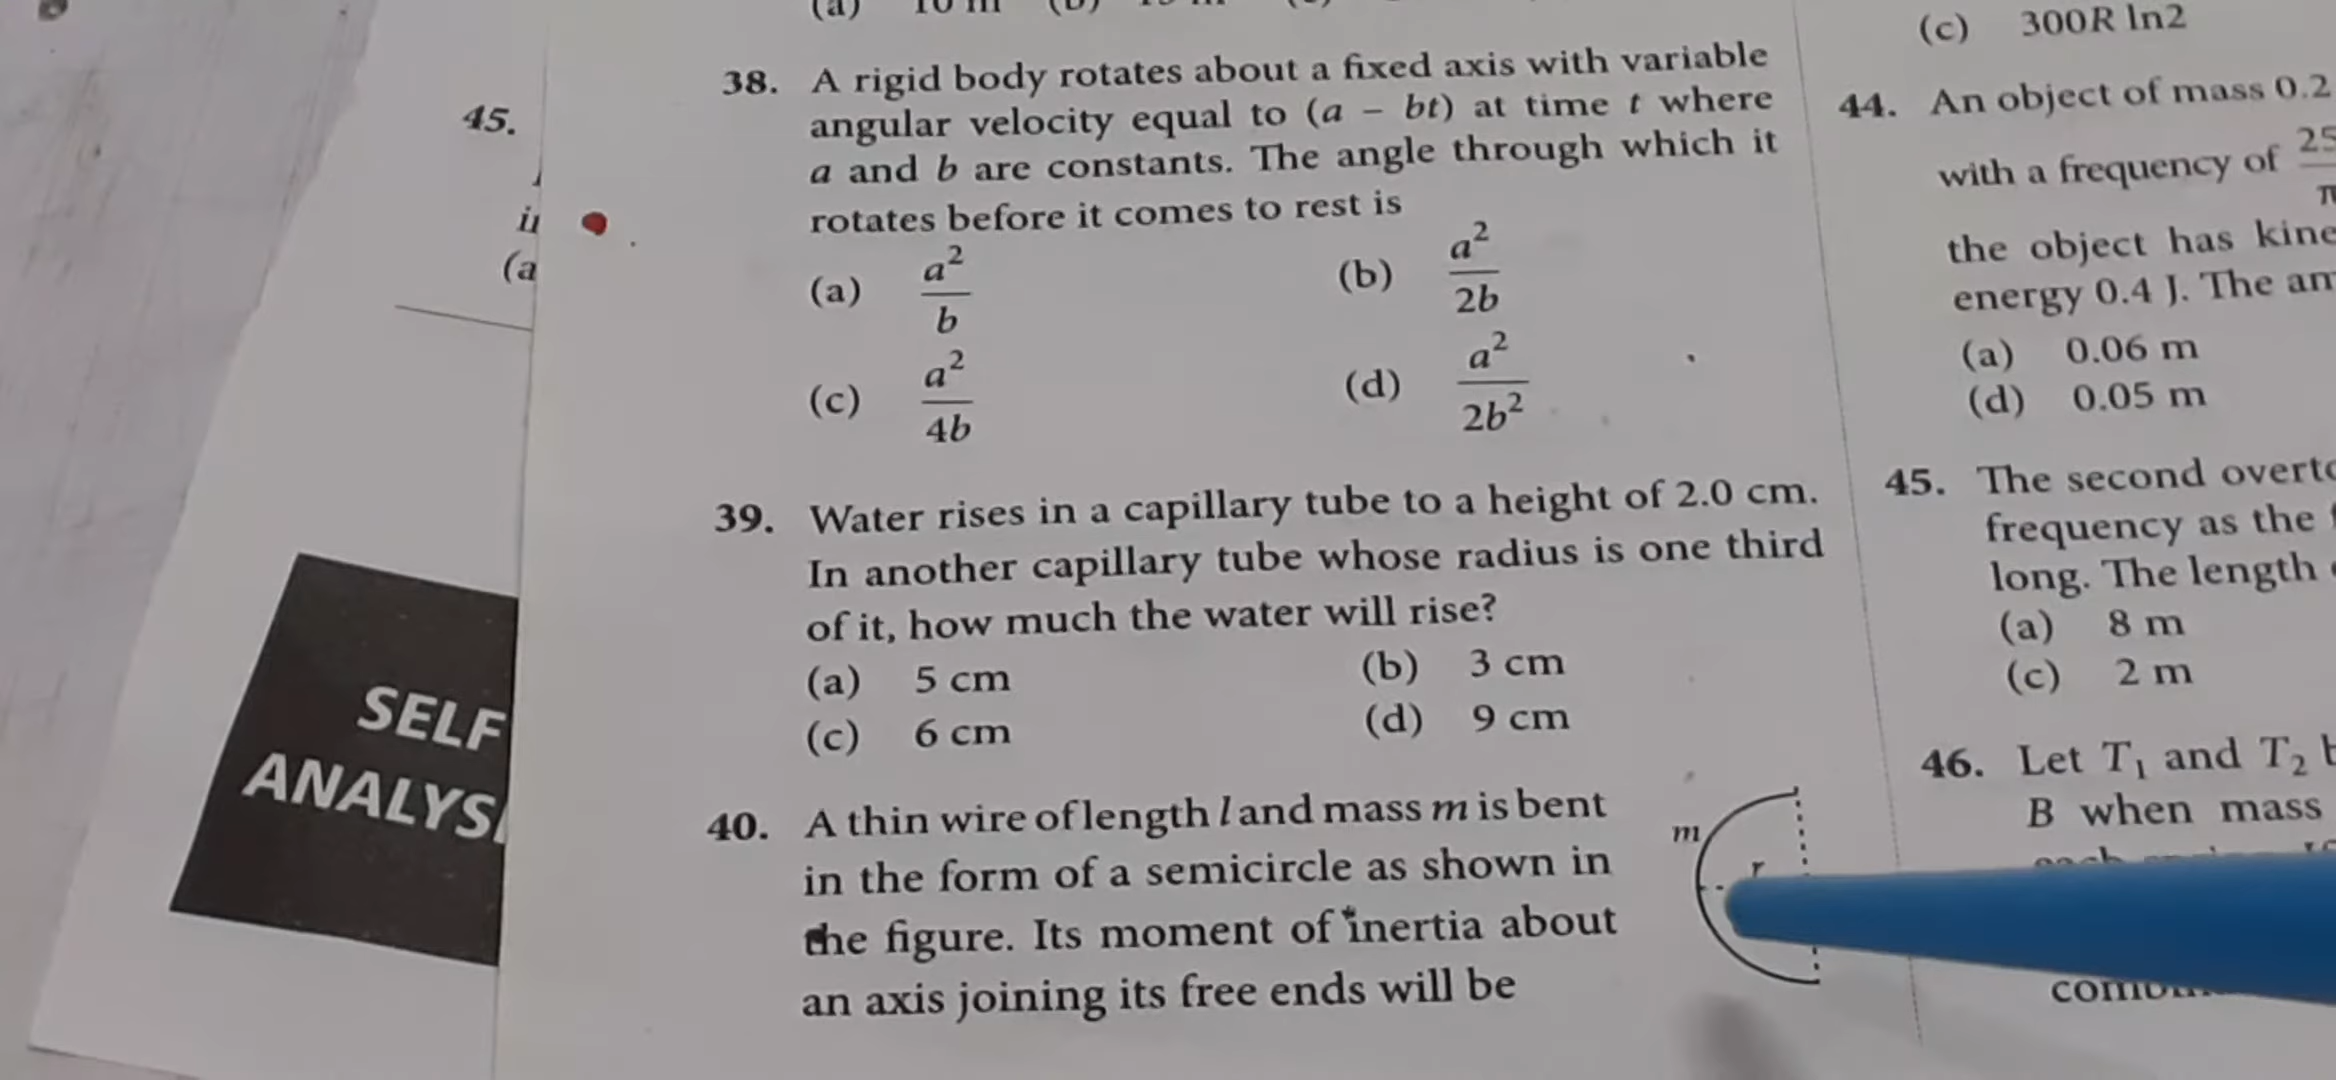 45.
(a
SELF
38. A rigid body rotates about a fixed axis with variable
angular velocity equal to (a − bt) at time t where
a and b are constants. The angle through which it
rotates before it comes to rest is
(a) a²/b (b) a²/2b
(c) a²/4b (d) a²/2b²
39. Water rises in a capillary tube to a height of 2.0 cm.
In another capillary tube whose radius is one third
of it, how much the water will rise?
(a) 5 cm (b) 3 cm
(c) 6 cm (d) 9 cm
40. A thin wire of length l and mass m is bent
in the form of a semicircle as shown in
the figure. Its moment of inertia about
an axis joining its free ends will be
m
r
(c) 300R ln2
44. An object of mass 0.2
with a frequency of 25/π
the object has
energy 0.4 J. The
(a) 0.06 m
(d) 0.05 m
45. The second
frequency as the
long. The length
(a) 8 m
(c) 2 m
46. Let T₁ and T₂
B when mass